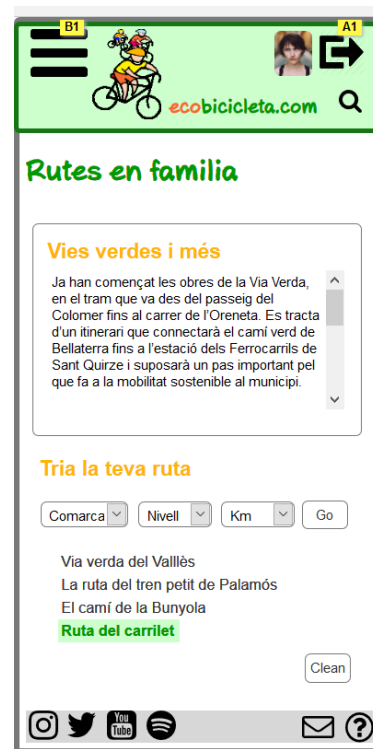 B1
A1
ecobicicleta.com
Rutes en familia
Vies verdes i més
Ja han començat les obres de la Via Verda,
en el tram que va des del passeig del
Colomer fins al carrer de l'Oreneta. Es tracta
d'un itinerari que connectarà el camí verd de
Bellaterra fins a l'estació dels Ferrocarrils de
Sant Quirze i suposarà un pas important pel
que fa a la mobilitat sostenible al municipi.
Tria la teva ruta
Comarca Nivell Km Go
Via verda del Valllès
La ruta del tren petit de Palamós
El camí de la Bunyola
Ruta del carrilet
Clean
You
Tube
?